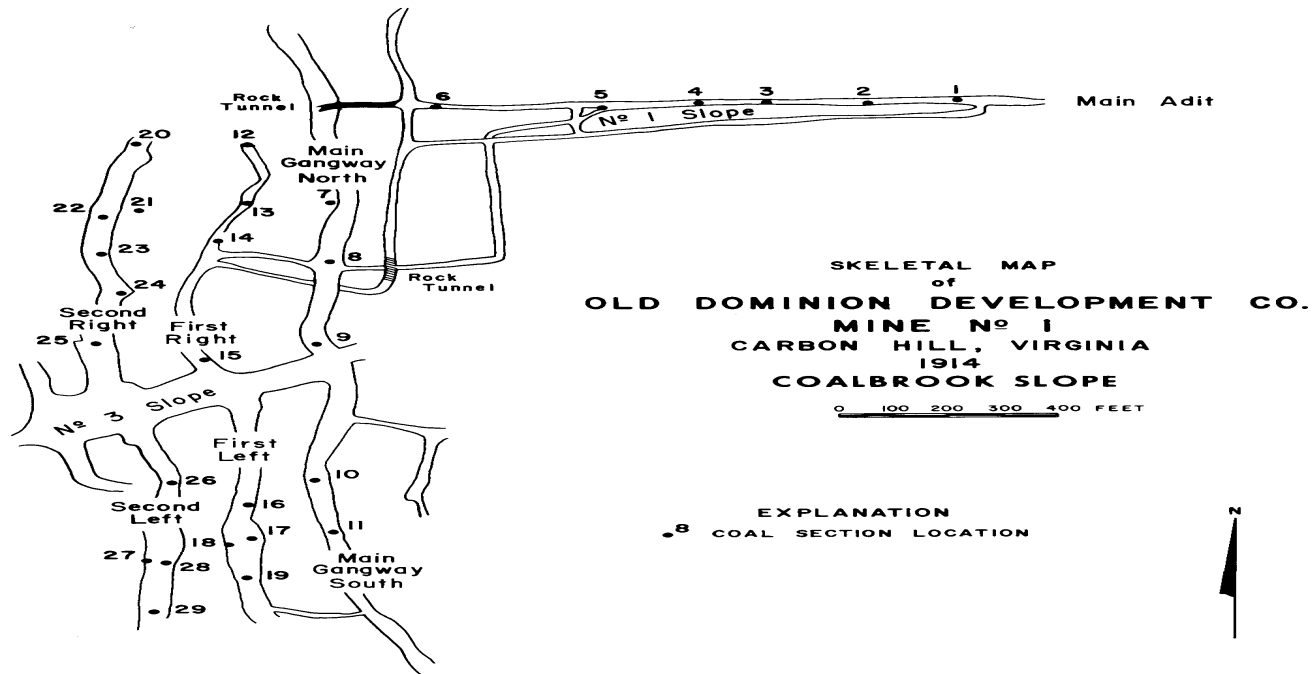 6
5
4
3
2
1
Rock
Tunnel
Nº 1 Slope
Main Adit
20
12
Main
Gangway
North
7
22
21
13
14
23
8
24
Rock
Tunnel
Second
Right
First
Right
25
15
9
Nº 3 Slope
First
Left
26
10
Second
Left
16
17
18
11
27
28
19
Main
Gangway
South
29
SKELETAL MAP
of
OLD DOMINION DEVELOPMENT CO.
MINE Nº 1
CARBON HILL, VIRGINIA
1914
COALBROOK SLOPE
0 100 200 300 400 FEET
EXPLANATION
8 COAL SECTION LOCATION
N